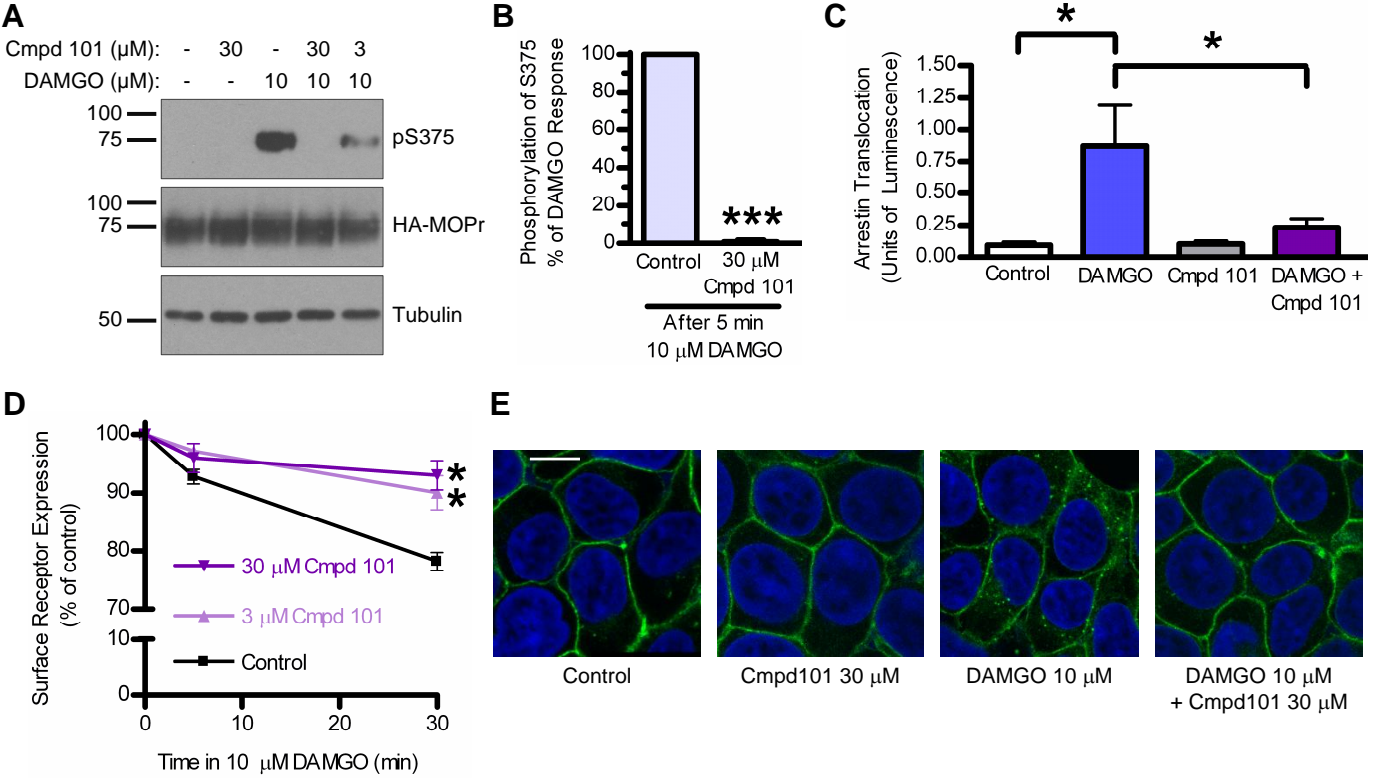 A
Cmpd 101 (µM): - 30 - 30 3
DAMGO (µM): - - 10 10 10
100
75
pS375
100
75
HA-MOPr
50
Tubulin
B
Phosphorylation of S375
% of DAMGO Response
100
80
60
40
20
0
***
Control
30 µM
Cmpd 101
After 5 min
10 µM DAMGO
C
Arrestin Translocation
(Units of Luminescence)
1.50
1.25
1.00
0.75
0.50
0.25
0.00
*
*
Control
DAMGO
Cmpd 101
DAMGO +
Cmpd 101
D
Surface Receptor Expression
(% of control)
100
90
80
70
10
0
*
*
30 µM Cmpd 101
3 µM Cmpd 101
Control
0 10 20 30
Time in 10 µM DAMGO (min)
E
Control
Cmpd101 30 µM
DAMGO 10 µM
DAMGO 10 µM
+ Cmpd101 30 µM